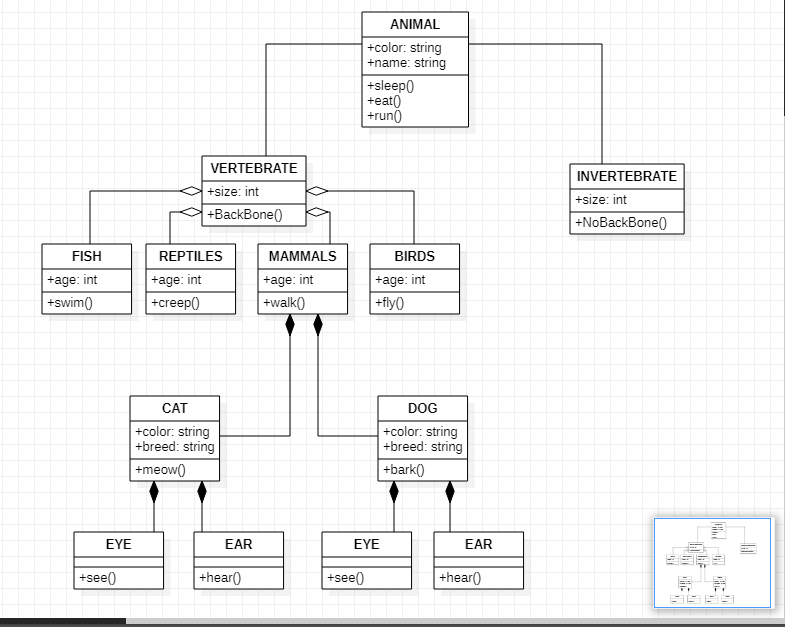 ANIMAL
+color: string
+name: string
+sleep()
+eat()
+run()
VERTEBRATE
+size: int
+BackBone()
INVERTEBRATE
+size: int
+NoBackBone()
FISH
+age: int
+swim()
REPTILES
+age: int
+creep()
MAMMALS
+age: int
+walk()
BIRDS
+age: int
+fly()
CAT
+color: string
+breed: string
+meow()
DOG
+color: string
+breed: string
+bark()
EYE
+see()
EAR
+hear()
EYE
+see()
EAR
+hear()